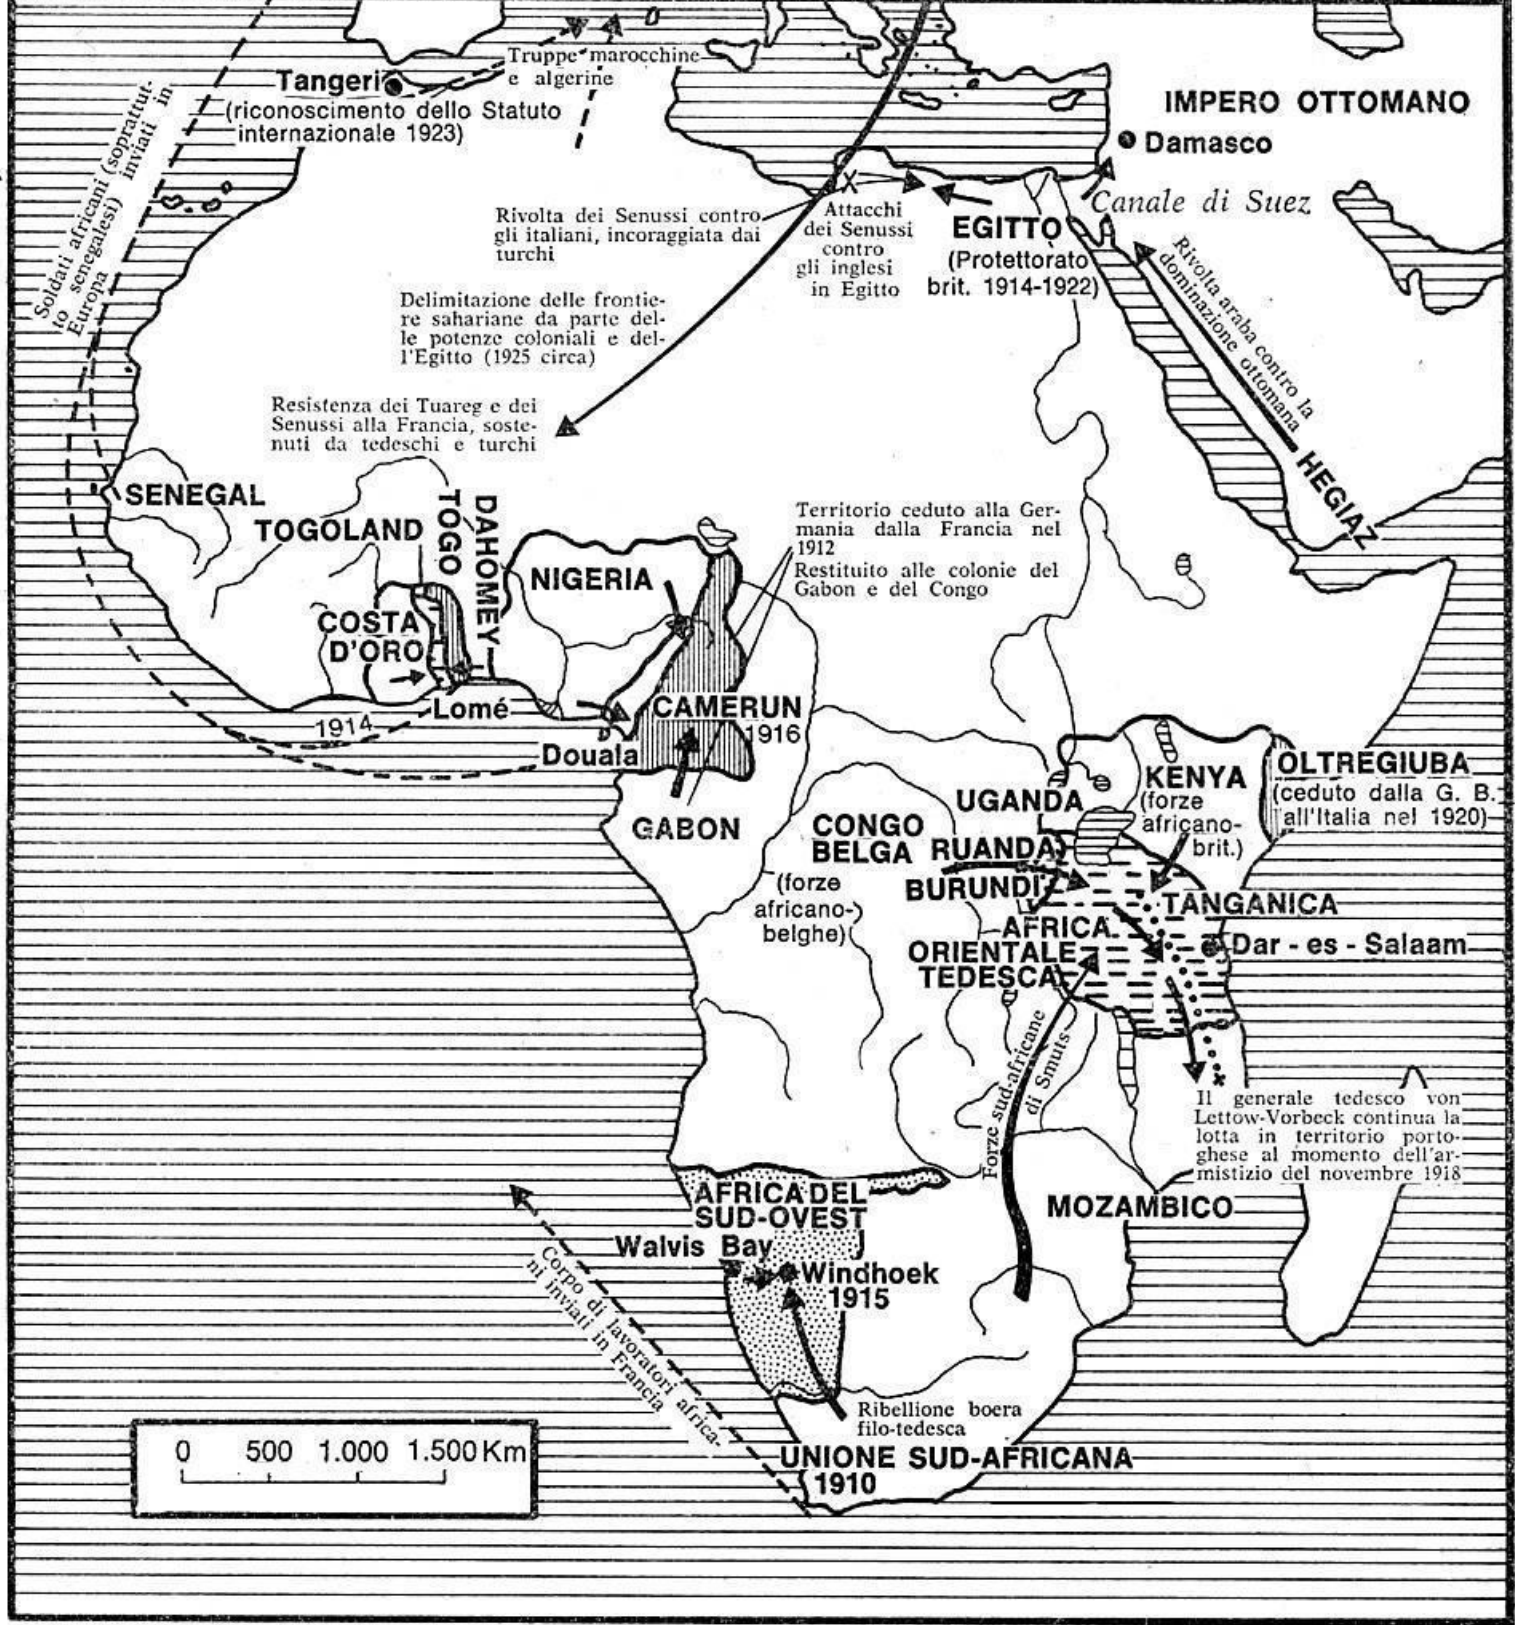 Truppe marocchine
e algerine
Tangeri
(riconoscimento dello Statuto
internazionale 1923)
Soldati africani (soprattut-
to senegalesi) inviati in
Europa
IMPERO OTTOMANO
Damasco
Canale di Suez
Rivolta dei Senussi contro
gli italiani, incoraggiata dai
turchi
Attacchi
dei Senussi
contro
gli inglesi
in Egitto
EGITTO
(Protettorato
brit. 1914-1922)
Rivolta araba contro la
dominazione ottomana
HEGIAZ
Delimitazione delle frontie-
re sahariane da parte del-
le potenze coloniali e del-
l'Egitto (1925 circa)
Resistenza dei Tuareg e dei
Senussi alla Francia, soste-
nuti da tedeschi e turchi
SENEGAL
TOGOLAND
TOGO
DAHOMEY
NIGERIA
Territorio ceduto alla Ger-
mania dalla Francia nel
1912
Restituito alle colonie del
Gabon e del Congo
COSTA
D'ORO
Lomé
1914
Douala
CAMERUN
1916
GABON
CONGO
BELGA
(forze
africano-
belghe)
UGANDA
RUANDA
BURUNDI
KENYA
(forze
africano-
brit.)
OLTREGIUBA
(ceduto dalla G. B.
all'Italia nel 1920)
TANGANICA
AFRICA
ORIENTALE
TEDESCA
Dar - es - Salaam
Forze sud-africane
di Smuts
Il generale tedesco von
Lettow-Vorbeck continua la
lotta in territorio porto-
ghese al momento dell'ar-
mistizio del novembre 1918
MOZAMBICO
AFRICA DEL
SUD-OVEST
Walvis Bay
Windhoek
1915
Corpo di lavoratori africa-
ni inviati in Francia
Ribellione boera
filo-tedesca
UNIONE SUD-AFRICANA
1910
0 500 1.000 1.500 Km